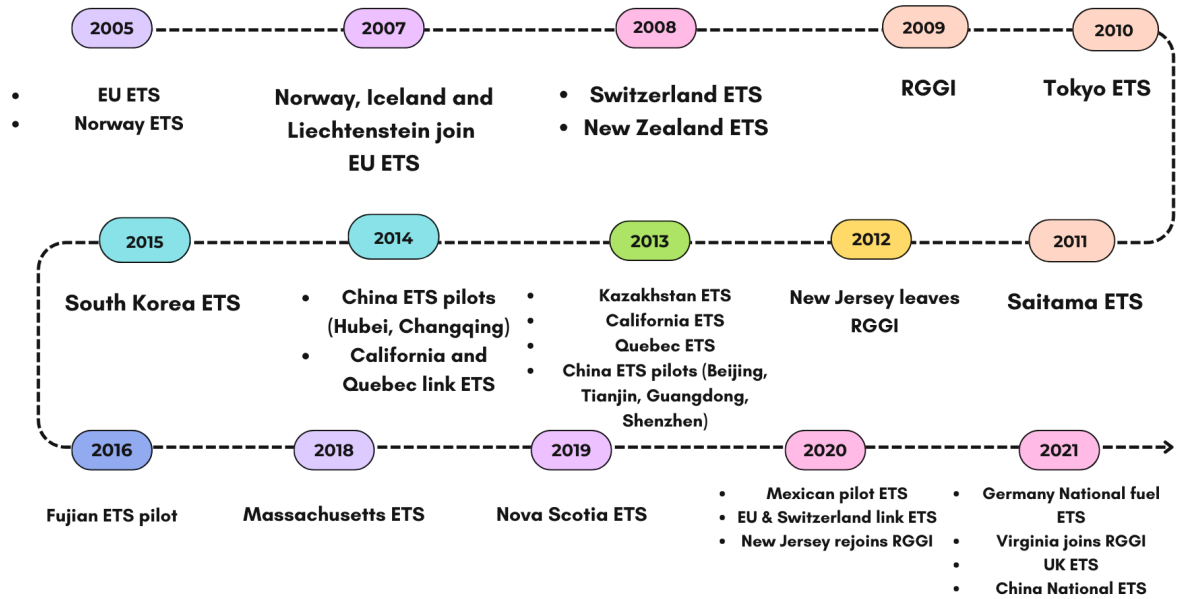 2005
• EU ETS
• Norway ETS
2007
Norway, Iceland and
Liechtenstein join
EU ETS
2008
• Switzerland ETS
• New Zealand ETS
2009
RGGI
2010
Tokyo ETS
2011
Saitama ETS
2012
New Jersey leaves
RGGI
2013
• Kazakhstan ETS
• California ETS
• Quebec ETS
• China ETS pilots (Beijing,
Tianjin, Guangdong,
Shenzhen)
2014
• China ETS pilots
(Hubei, Changqing)
• California and
Quebec link ETS
2015
South Korea ETS
2016
Fujian ETS pilot
2018
Massachusetts ETS
2019
Nova Scotia ETS
2020
• Mexican pilot ETS
• EU & Switzerland link ETS
• New Jersey rejoins RGGI
2021
• Germany National fuel
ETS
• Virginia joins RGGI
• UK ETS
• China National ETS